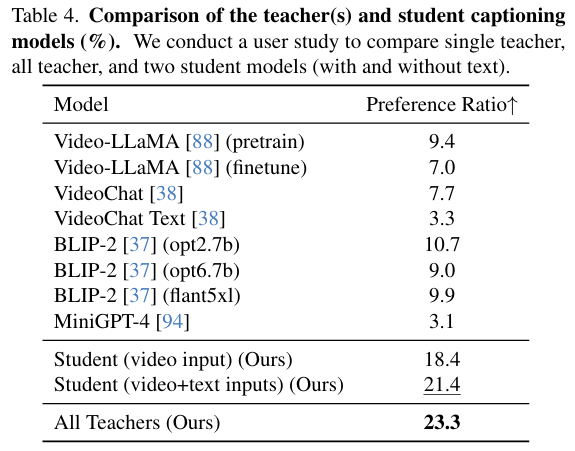 Table 4. Comparison of the teacher(s) and student captioning
models (%). We conduct a user study to compare single teacher,
all teacher, and two student models (with and without text).
Model Preference Ratio↑
Video-LLaMA [88] (pretrain) 9.4
Video-LLaMA [88] (finetune) 7.0
VideoChat [38] 7.7
VideoChat Text [38] 3.3
BLIP-2 [37] (opt2.7b) 10.7
BLIP-2 [37] (opt6.7b) 9.0
BLIP-2 [37] (flant5xl) 9.9
MiniGPT-4 [94] 3.1
Student (video input) (Ours) 18.4
Student (video+text inputs) (Ours) 21.4
All Teachers (Ours) 23.3